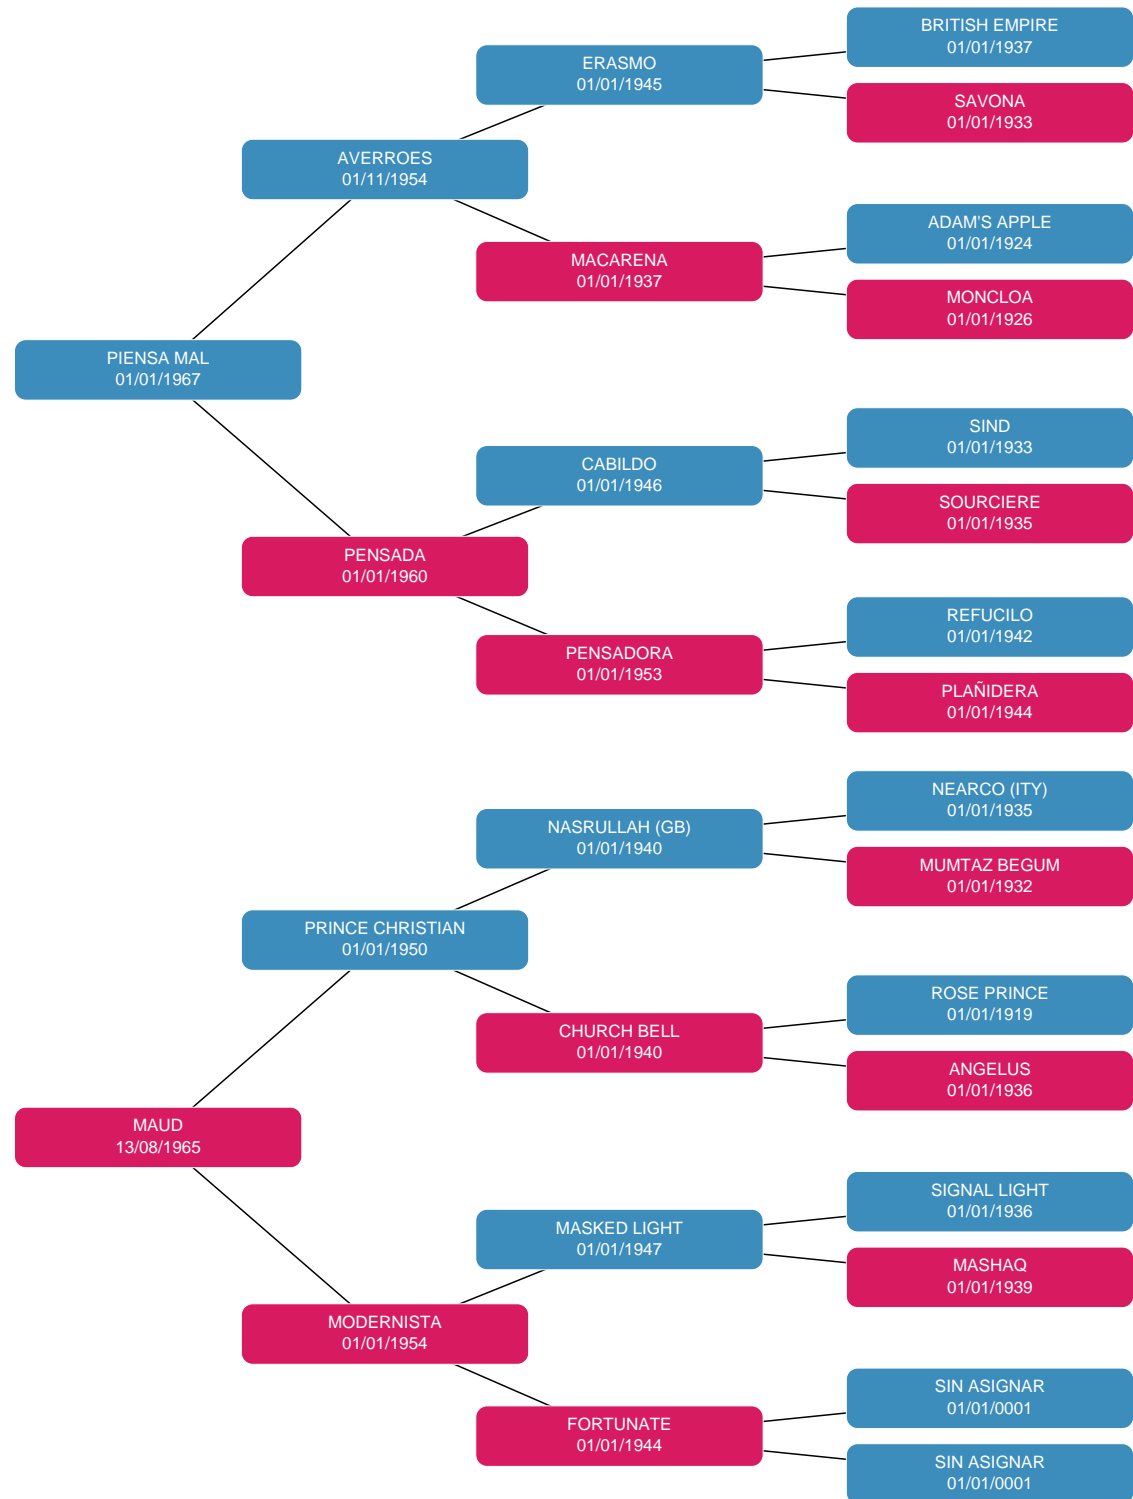 BRITISH EMPIRE
01/01/1937
ERASMO
01/01/1945
SAVONA
01/01/1933
AVERROES
01/11/1954
ADAM'S APPLE
01/01/1924
MACARENA
01/01/1937
MONCLOA
01/01/1926
PIENSA MAL
01/01/1967
SIND
01/01/1933
CABILDO
01/01/1946
SOURCIERE
01/01/1935
PENSADA
01/01/1960
REFUCILO
01/01/1942
PENSADORA
01/01/1953
PLAÑIDERA
01/01/1944
NEARCO (ITY)
01/01/1935
NASRULLAH (GB)
01/01/1940
MUMTAZ BEGUM
01/01/1932
PRINCE CHRISTIAN
01/01/1950
ROSE PRINCE
01/01/1919
CHURCH BELL
01/01/1940
ANGELUS
01/01/1936
MAUD
13/08/1965
SIGNAL LIGHT
01/01/1936
MASKED LIGHT
01/01/1947
MASHAQ
01/01/1939
MODERNISTA
01/01/1954
SIN ASIGNAR
01/01/0001
FORTUNATE
01/01/1944
SIN ASIGNAR
01/01/0001